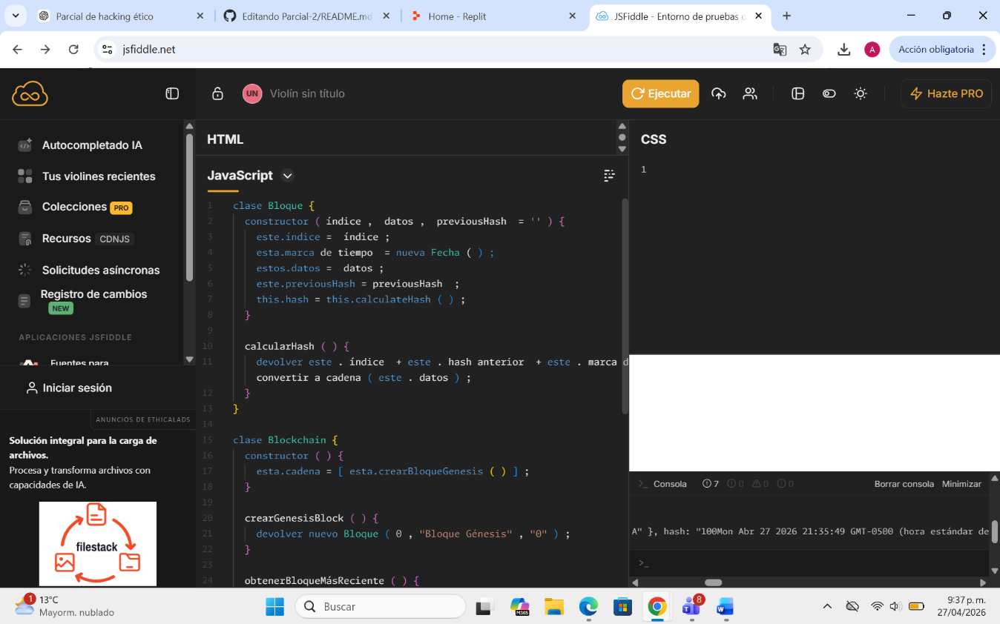 Parcial de hacking ético
Editando Parcial-2/README.md
Home - Replit
JSFiddle - Entorno de pruebas
jsfiddle.net
A
Acción obligatoria
UN
Violín sin título
Ejecutar
Hazte PRO
Autocompletado IA
Tus violines recientes
Colecciones PRO
Recursos CDNJS
Solicitudes asíncronas
Registro de cambios
NEW
APLICACIONES JSFIDDLE
Fuentes para
Iniciar sesión
ANUNCIOS DE ETHICALADS
Solución integral para la carga de
archivos.
Procesa y transforma archivos con
capacidades de IA.
filestack
HTML
JavaScript
1 clase Bloque {
2 constructor ( índice , datos , previousHash = '' ) {
3 este.índice = índice ;
4 esta.marca de tiempo = nueva Fecha ( ) ;
5 estos.datos = datos ;
6 este.previousHash = previousHash ;
7 this.hash = this.calculateHash ( ) ;
8 }
9
10 calcularHash ( ) {
11 devolver este . índice + este . hash anterior + este . marca d
convertir a cadena ( este . datos ) ;
12 }
13 }
14
15 clase Blockchain {
16 constructor ( ) {
17 esta.cadena = [ esta.crearBloqueGenesis ( ) ] ;
18 }
19
20 crearGenesisBlock ( ) {
21 devolver nuevo Bloque ( 0 , "Bloque Génesis" , "0" ) ;
22 }
23
24 obtenerBloqueMásReciente ( ) {
CSS
1
>_ Consola 7 0 0 0 Borrar consola Minimizar
A" }, hash: "100Mon Abr 27 2026 21:35:49 GMT-0500 (hora estándar de
>_
1
13°C
Mayorm. nublado
Buscar
M365
8
9:37 p.m.
27/04/2026